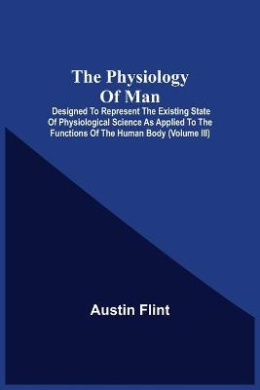 The Physiology
Of Man
Designed To Represent The Existing State
Of Physiological Science As Applied To The
Functions Of The Human Body (Volume III)
Austin Flint